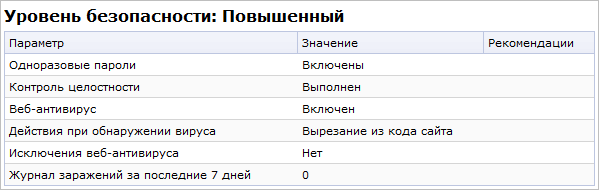 Уровень безопасности: Повышенный
Параметр Значение Рекомендации
Одноразовые пароли Включены
Контроль целостности Выполнен
Веб-антивирус Включен
Действия при обнаружении вируса Вырезание из кода сайта
Исключения веб-антивируса Нет
Журнал заражений за последние 7 дней 0